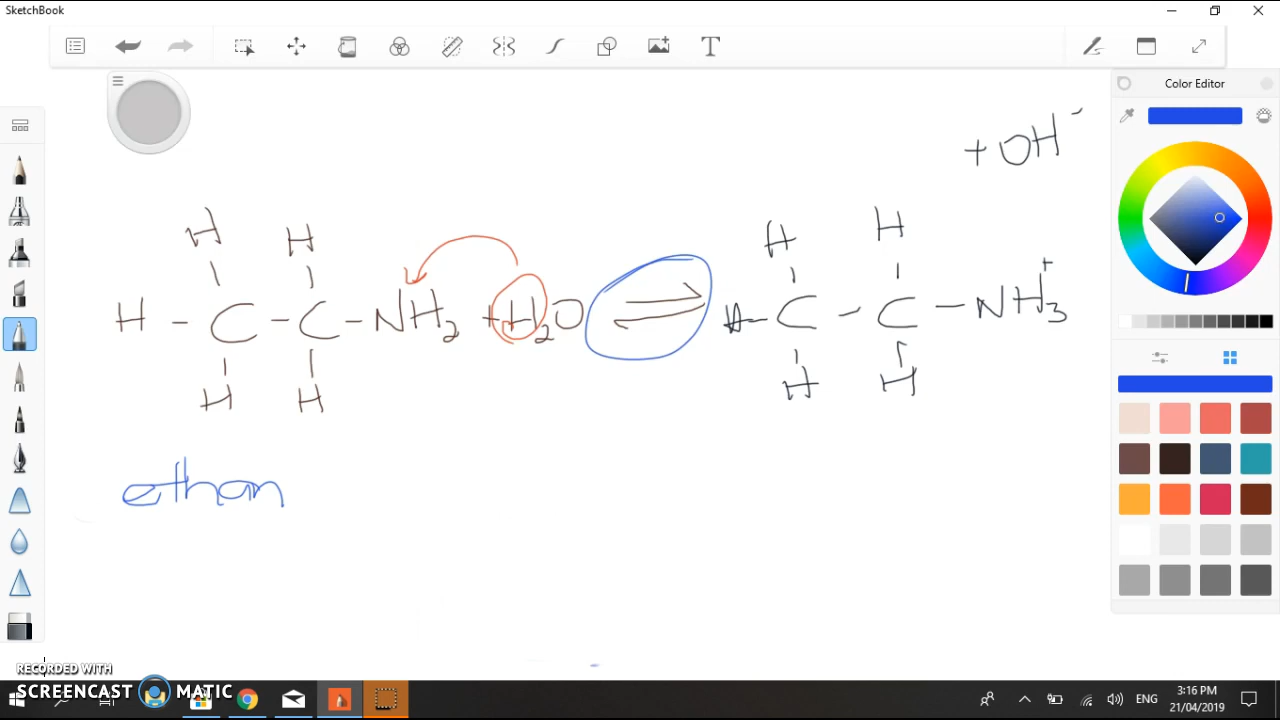 SketchBook
Color Editor
+ OH⁻
H H H H
H - C - C - NH₂ + H₂O ⇌ H - C - C - NH₃⁺
H H H H
ethan
RECORDED WITH
SCREENCAST MATIC
ENG
3:16 PM
21/04/2019